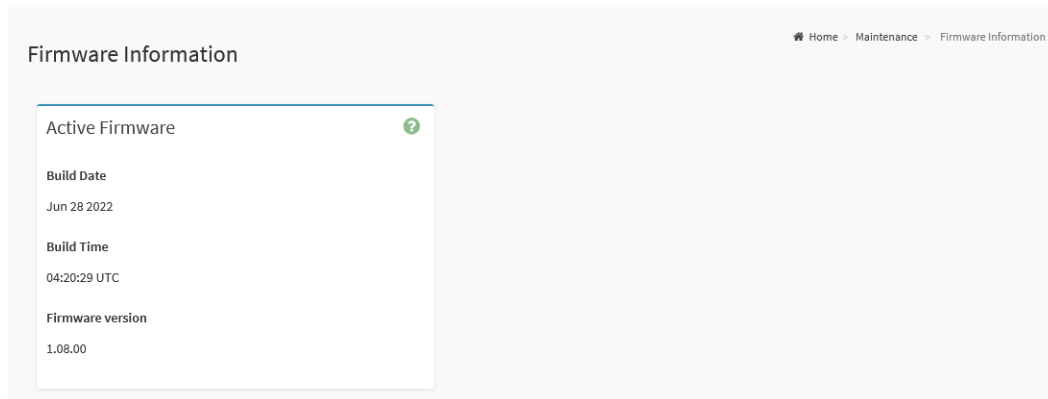 Home > Maintenance > Firmware Information
Firmware Information
Active Firmware
Build Date
Jun 28 2022
Build Time
04:20:29 UTC
Firmware version
1.08.00